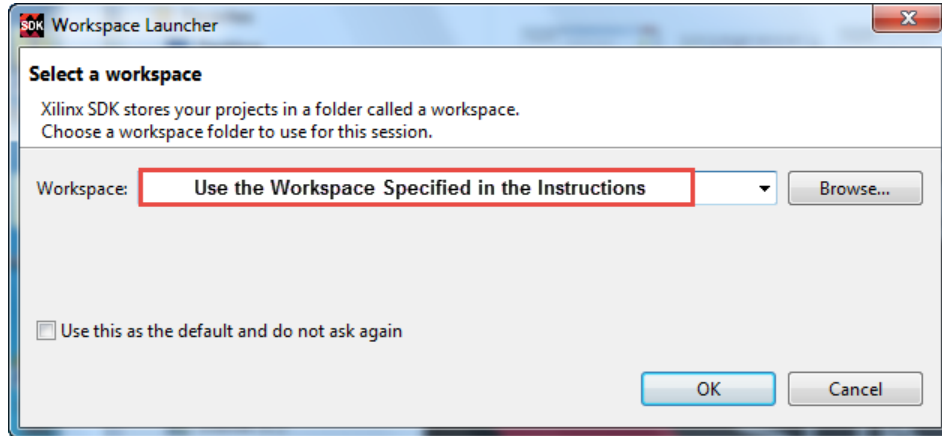 SDK Workspace Launcher
Select a workspace
Xilinx SDK stores your projects in a folder called a workspace.
Choose a workspace folder to use for this session.
Workspace: Use the Workspace Specified in the Instructions Browse...
Use this as the default and do not ask again
OK Cancel